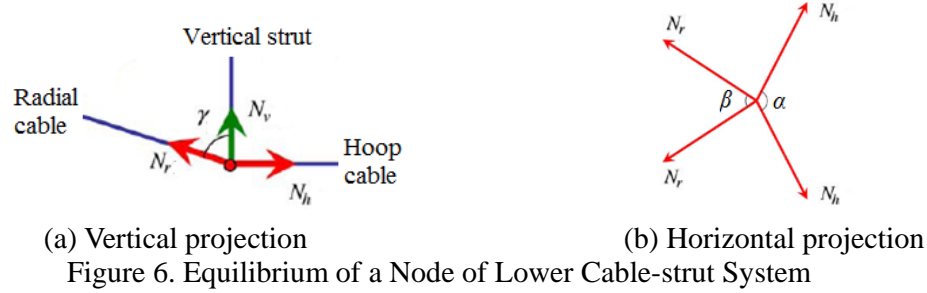 Vertical strut
Radial
cable
γ
N_v
N_r
Hoop
cable
N_h
N_r
N_h
β
α
N_r
N_h
(a) Vertical projection
(b) Horizontal projection
Figure 6. Equilibrium of a Node of Lower Cable-strut System